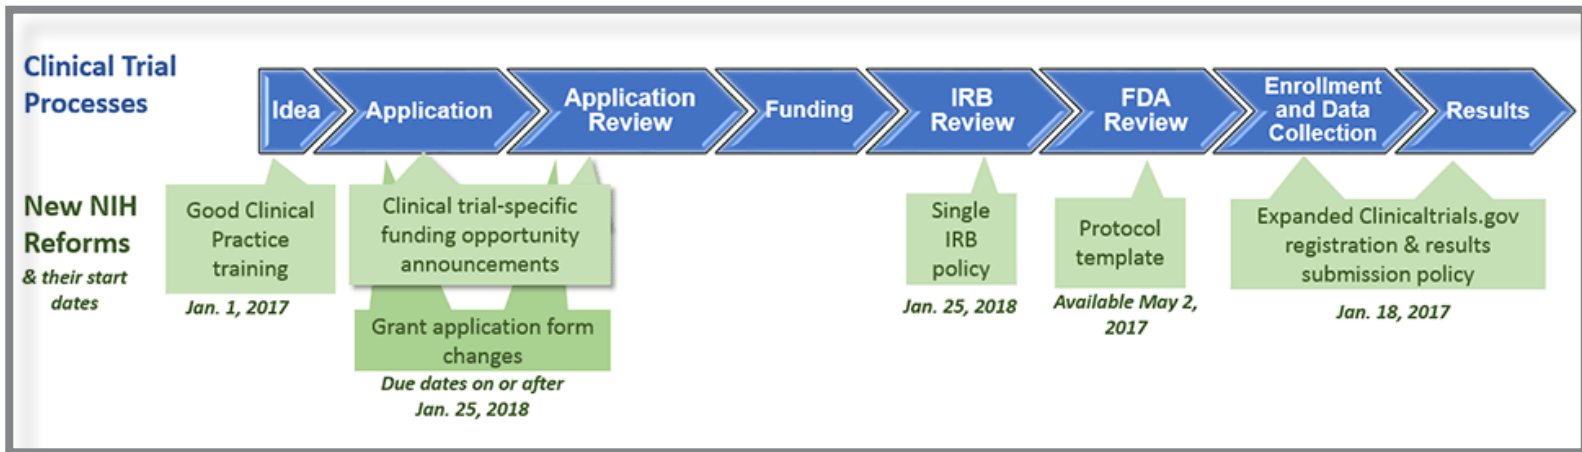 Clinical Trial
Processes
Idea
Application
Application
Review
Funding
IRB
Review
FDA
Review
Enrollment
and Data
Collection
Results
New NIH
Reforms
& their start
dates
Good Clinical
Practice
training
Jan. 1, 2017
Clinical trial-specific
funding opportunity
announcements
Grant application form
changes
Due dates on or after
Jan. 25, 2018
Single
IRB
policy
Jan. 25, 2018
Protocol
template
Available May 2,
2017
Expanded Clinicaltrials.gov
registration & results
submission policy
Jan. 18, 2017